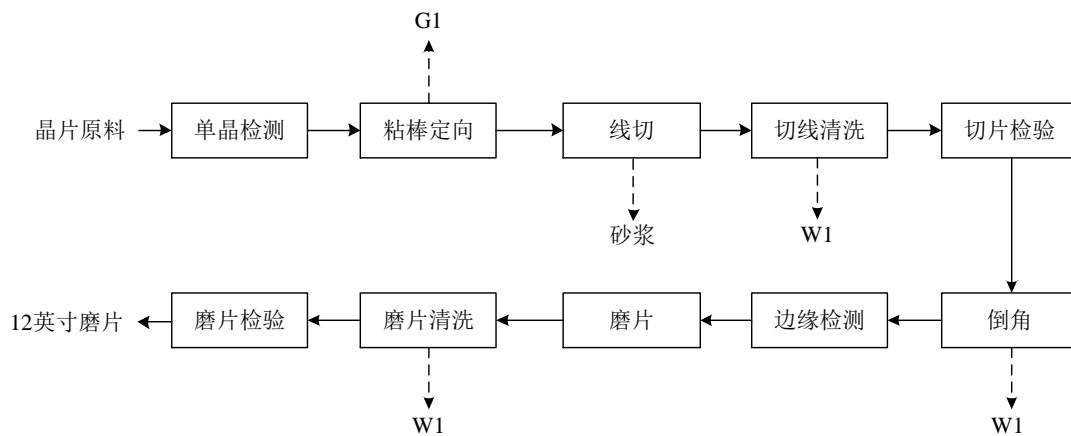 G1
晶片原料
单晶检测
粘棒定向
线切
切线清洗
切片检验
砂浆
W1
12英寸磨片
磨片检验
磨片清洗
磨片
边缘检测
倒角
W1
W1